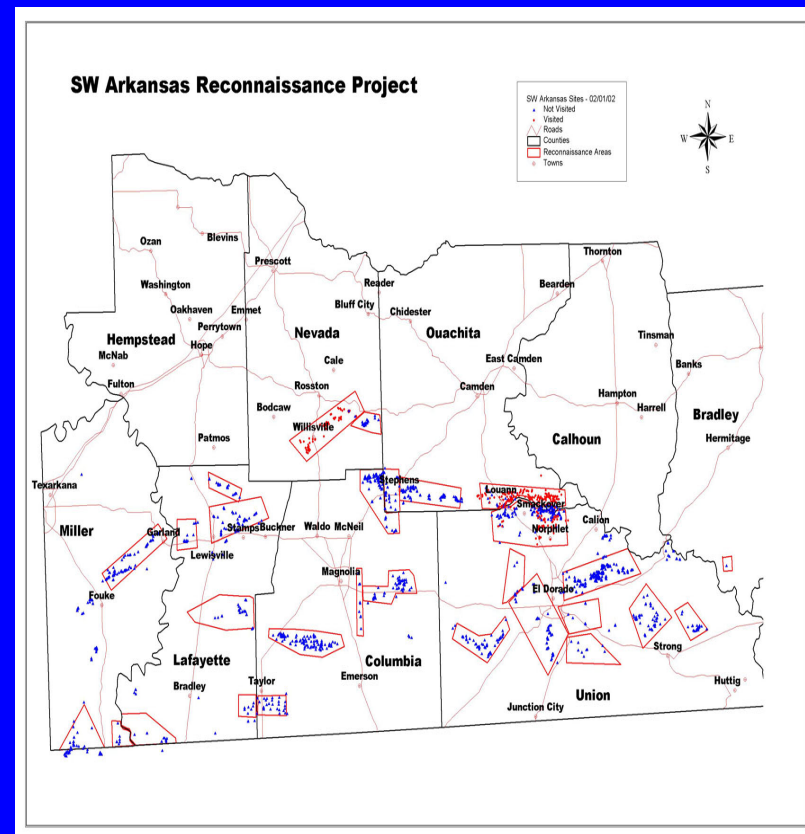 SW Arkansas Reconnaissance Project
SW Arkansas Sites - 02/01/02
Not Visited
Visited
Roads
Counties
Reconnaissance Areas
Towns
N
W E
S
Thornton
Ozan
Blevins
Prescott
Reader
Bearden
Washington
Bluff City
Chidester
Oakhaven
Emmet
Perrytown
Hempstead
Nevada
Ouachita
Tinsman
McNab
Hope
East Camden
Banks
Cale
Fulton
Rosston
Camden
Hampton
Bodcaw
Harrell
Bradley
Willisville
Calhoun
Patmos
Hermitage
Texarkana
Stephens
Louann
Smackover
Miller
Garland
Stamps
Buckner
Waldo
McNeil
Norphlet
Calion
Lewisville
Magnolia
Fouke
El Dorado
Lafayette
Columbia
Strong
Bradley
Taylor
Emerson
Union
Huttig
Junction City